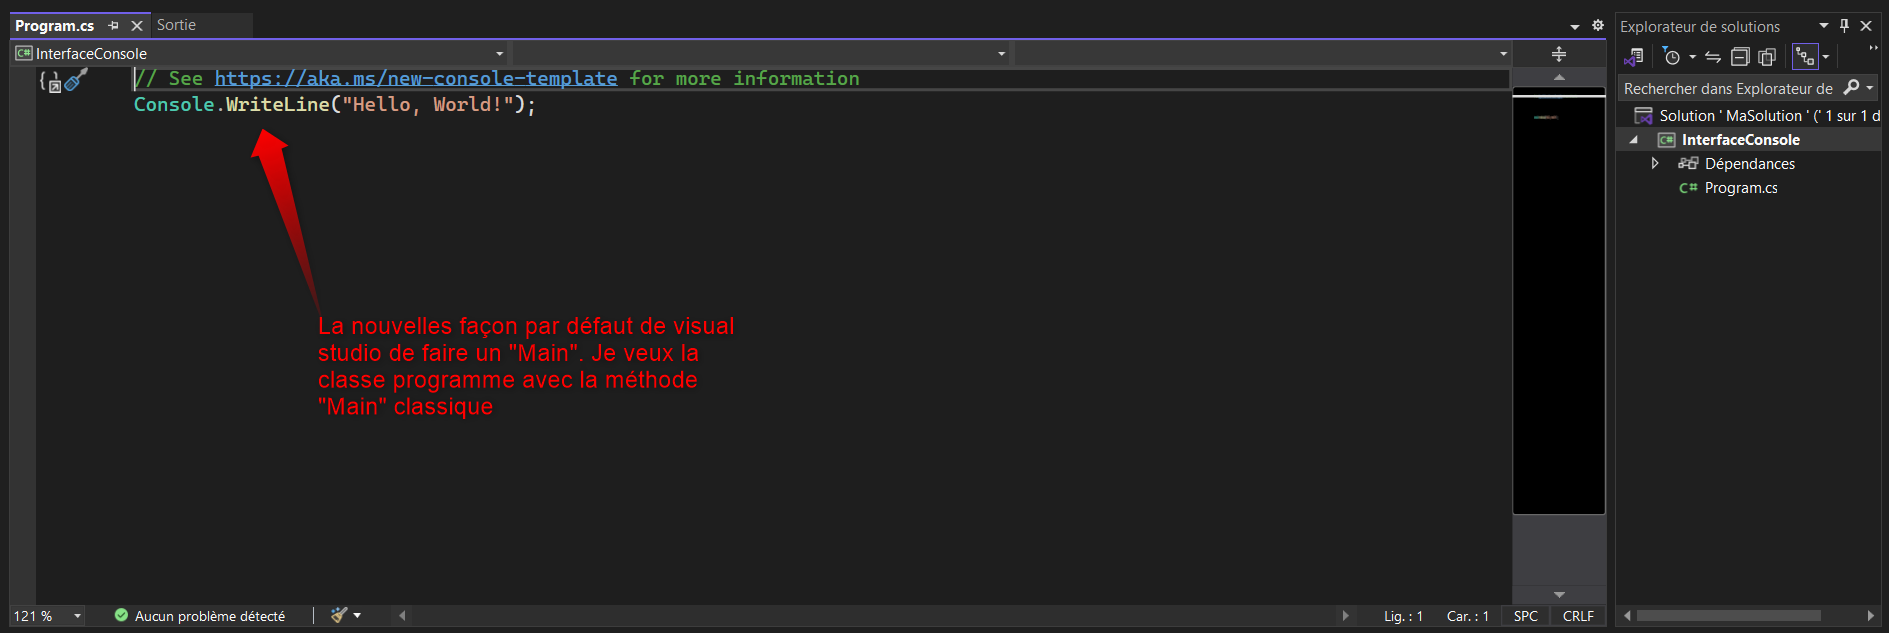 Program.cs
Sortie
InterfaceConsole
// See https://aka.ms/new-console-template for more information
Console.WriteLine("Hello, World!");
La nouvelles façon par défaut de visual
studio de faire un "Main". Je veux la
classe programme avec la méthode
"Main" classique
121 %
Aucun problème détecté
Lig. : 1
Car. : 1
SPC
CRLF
Explorateur de solutions
Rechercher dans Explorateur de
Solution ' MaSolution ' (' 1 sur 1 d
C# InterfaceConsole
Dépendances
C# Program.cs